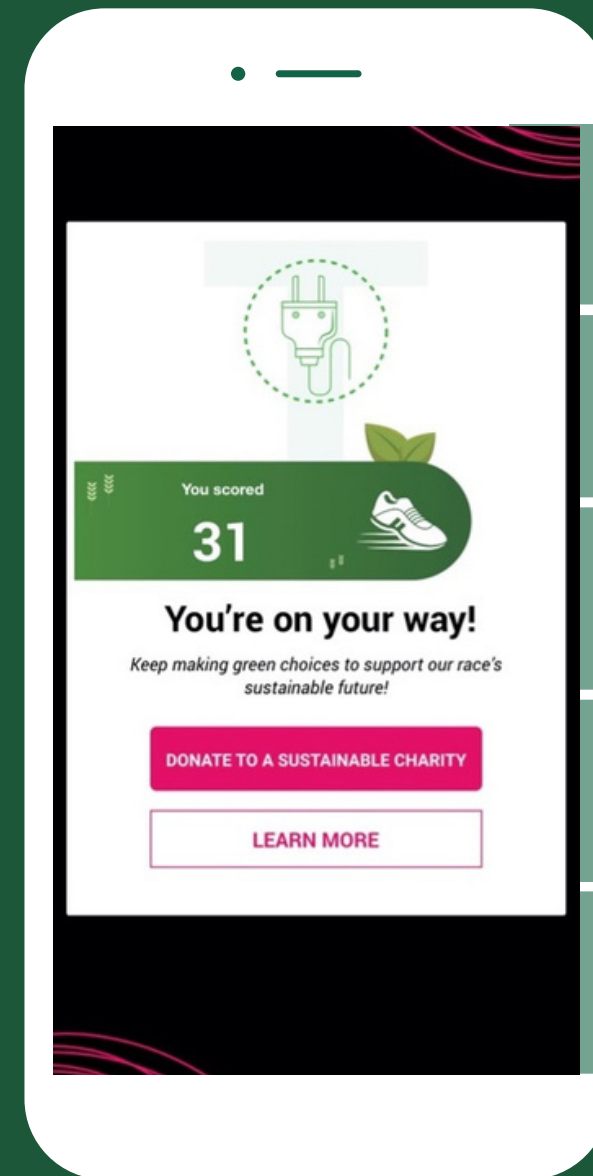 You scored
31
You're on your way!
Keep making green choices to support our race's
sustainable future!
DONATE TO A SUSTAINABLE CHARITY
LEARN MORE